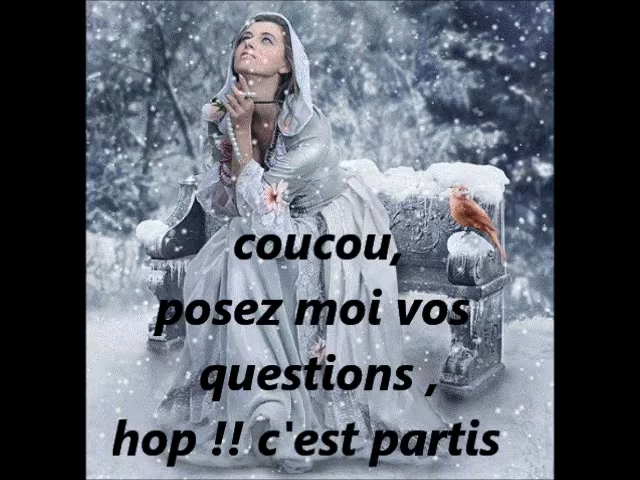 coucou,
posez moi vos
questions ,
hop !! c'est partis